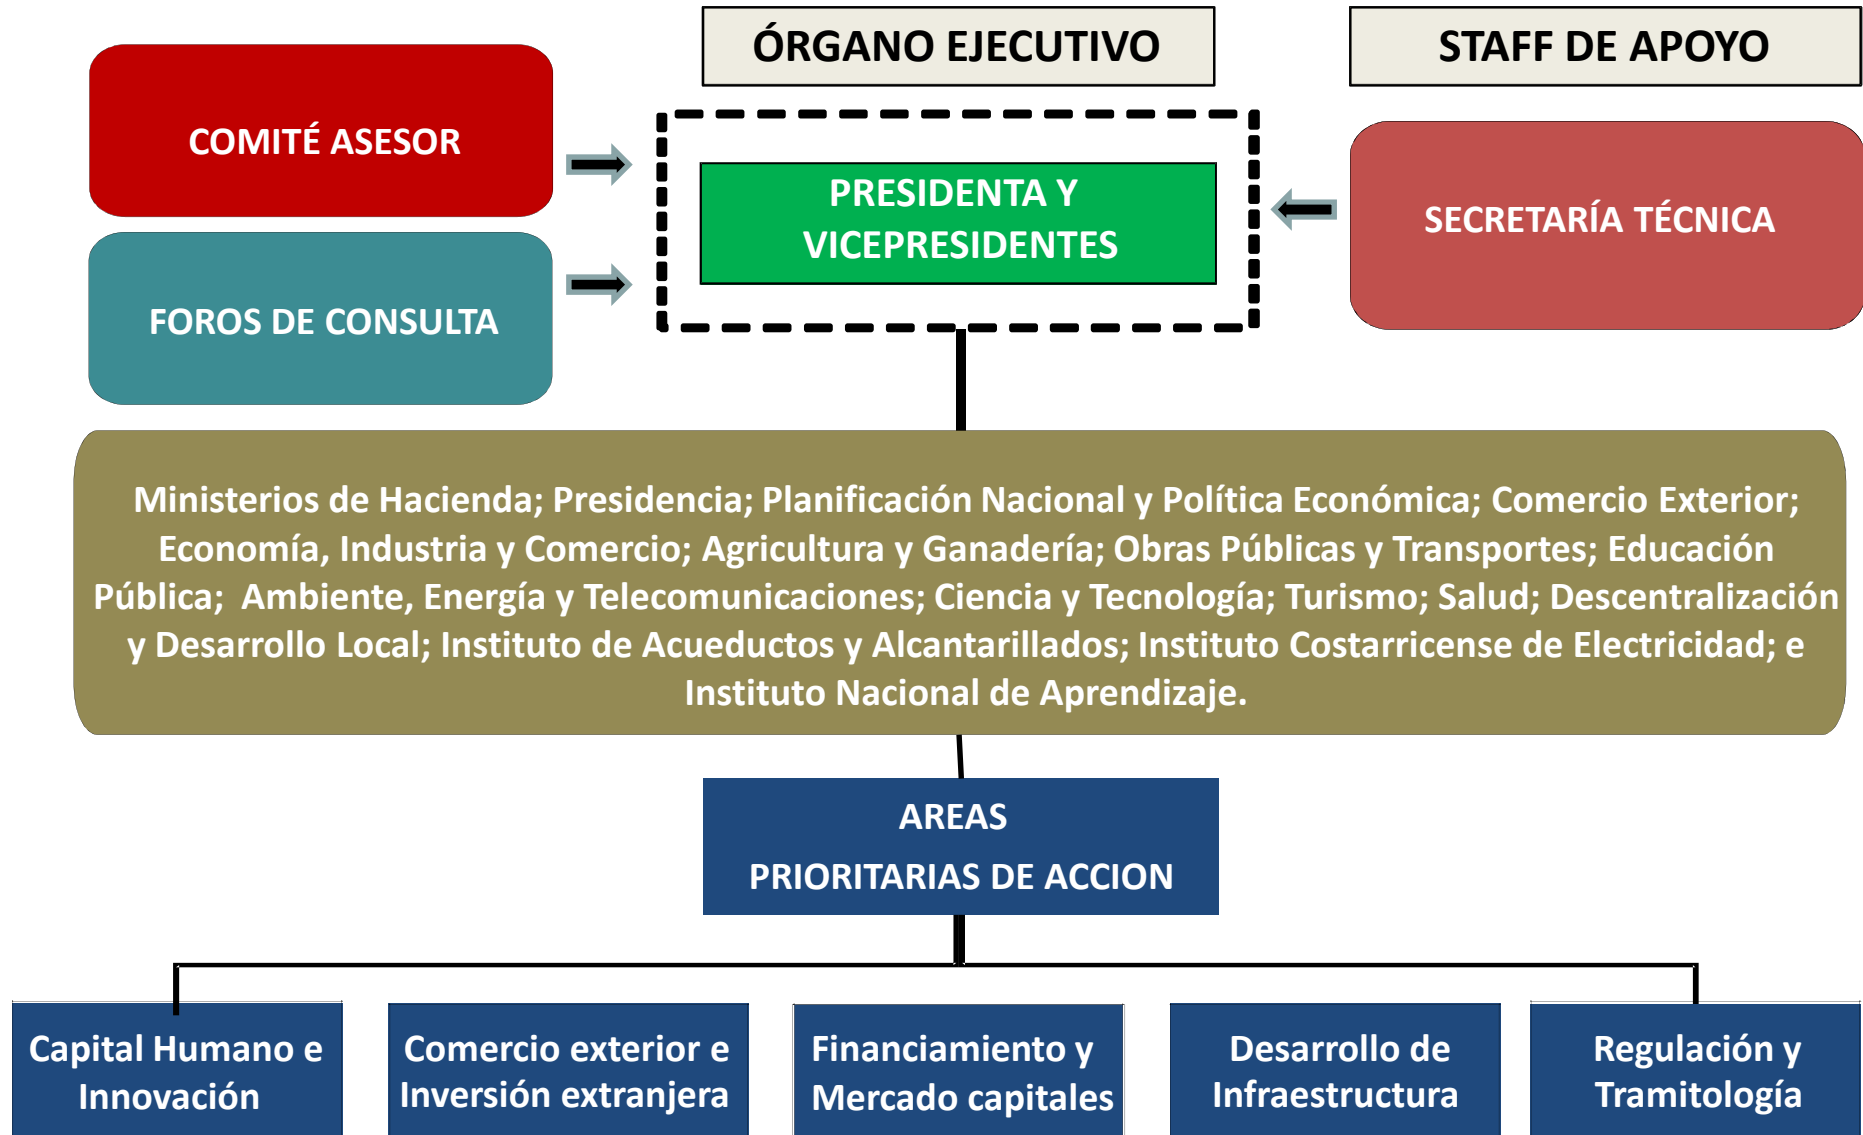 ÓRGANO EJECUTIVO
STAFF DE APOYO
COMITÉ ASESOR
PRESIDENTA Y
VICEPRESIDENTES
SECRETARÍA TÉCNICA
FOROS DE CONSULTA
Ministerios de Hacienda; Presidencia; Planificación Nacional y Política Económica; Comercio Exterior;
Economía, Industria y Comercio; Agricultura y Ganadería; Obras Públicas y Transportes; Educación
Pública;  Ambiente, Energía y Telecomunicaciones; Ciencia y Tecnología; Turismo; Salud; Descentralización
y Desarrollo Local; Instituto de Acueductos y Alcantarillados; Instituto Costarricense de Electricidad; e
Instituto Nacional de Aprendizaje.
AREAS
PRIORITARIAS DE ACCION
Capital Humano e
Innovación
Comercio exterior e
Inversión extranjera
Financiamiento y
Mercado capitales
Desarrollo de
Infraestructura
Regulación y
Tramitología